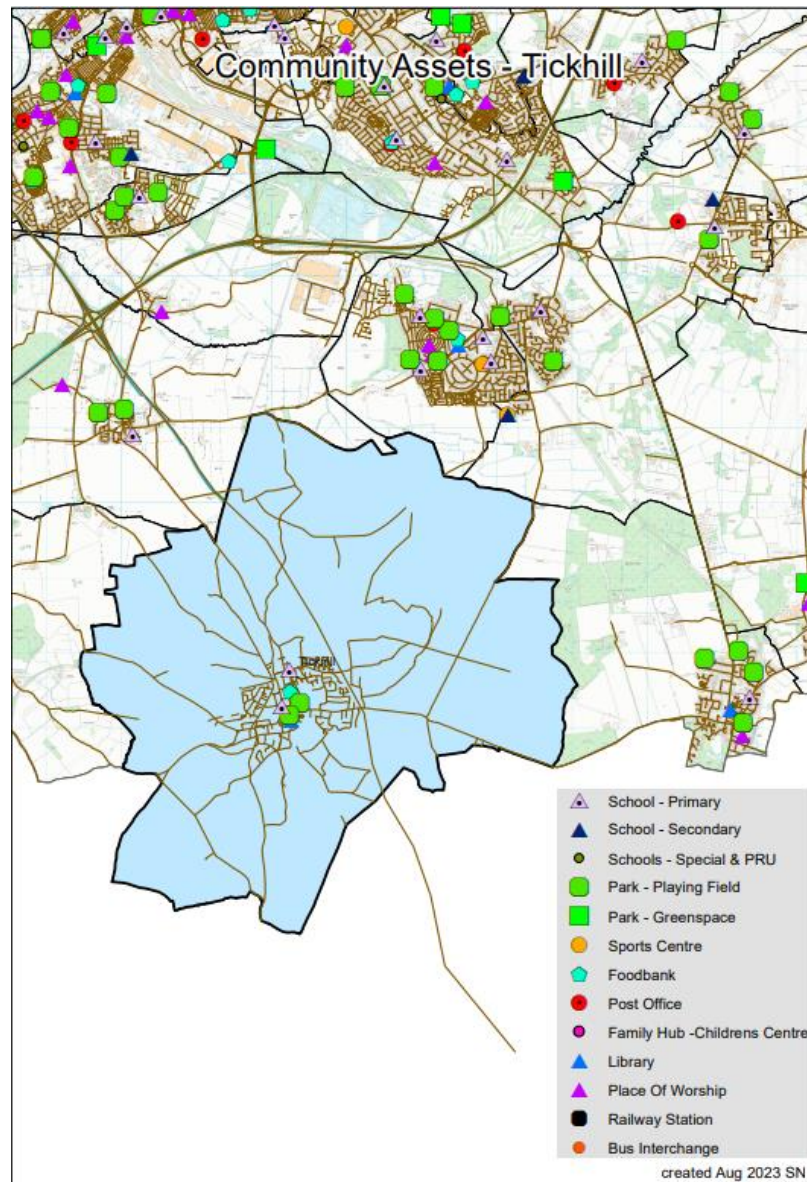 Community Assets - Tickhill
TICKHILL
School - Primary
School - Secondary
Schools - Special & PRU
Park - Playing Field
Park - Greenspace
Sports Centre
Foodbank
Post Office
Family Hub -Childrens Centre
Library
Place Of Worship
Railway Station
Bus Interchange
created Aug 2023 SN